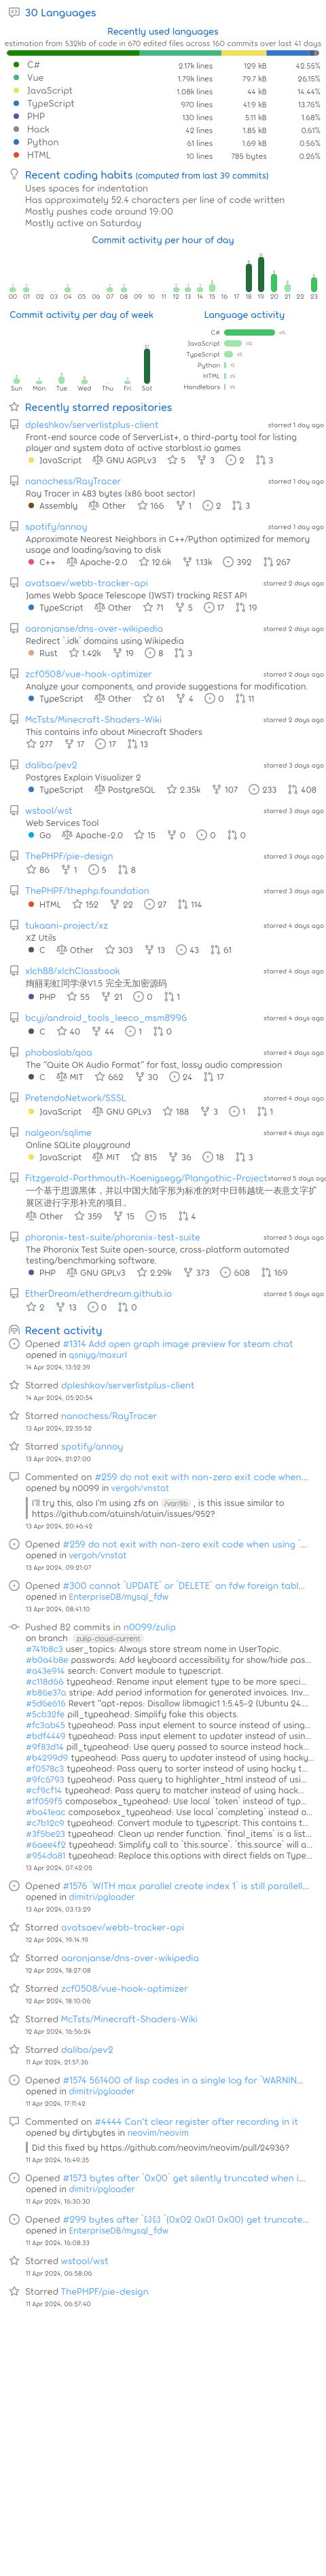 30 Languages
Recently used languages
estimation from 532kb of code in 670 edited files across 160 commits over last 41 days
C# 2.17k lines 129 kB 42.55%
Vue 1.79k lines 79.7 kB 26.15%
JavaScript 1.08k lines 44 kB 14.44%
TypeScript 970 lines 41.9 kB 13.76%
PHP 130 lines 5.11 kB 1.68%
Hack 42 lines 1.85 kB 0.61%
Python 61 lines 1.69 kB 0.56%
HTML 10 lines 785 bytes 0.26%
Recent coding habits (computed from last 39 commits)
Uses spaces for indentation
Has approximately 52.4 characters per line of code written
Mostly pushes code around 19:00
Mostly active on Saturday
Commit activity per hour of day
00 01 02 03 04 05 06 07 08 09 10 11 12 13 14 15 16 17 18 19 20 21 22 23
Commit activity per day of week
Sun Mon Tue Wed Thu Fri Sat
Language activity
C#
JavaScript
TypeScript
Python
HTML
Handlebars
Recently starred repositories
dpleshkov/serverlistplus-client starred 1 day ago
Front-end source code of ServerList+, a third-party tool for listing
player and system data of active starblast.io games
JavaScript GNU AGPLv3 5 3 2 3
nanochess/RayTracer starred 1 day ago
Ray Tracer in 483 bytes (x86 boot sector)
Assembly Other 166 1 2 3
spotify/annoy starred 1 day ago
Approximate Nearest Neighbors in C++/Python optimized for memory
usage and loading/saving to disk
C++ Apache-2.0 12.6k 1.13k 392 267
avatsaev/webb-tracker-api starred 2 days ago
James Webb Space Telescope (JWST) tracking REST API
TypeScript Other 71 5 17 19
aaronjanse/dns-over-wikipedia starred 2 days ago
Redirect `.idk` domains using Wikipedia
Rust 1.42k 19 8 3
zcf0508/vue-hook-optimizer starred 2 days ago
Analyze your components, and provide suggestions for modification.
TypeScript Other 61 4 0 11
McTsts/Minecraft-Shaders-Wiki starred 2 days ago
This contains info about Minecraft Shaders
277 17 17 13
dalibo/pev2 starred 3 days ago
Postgres Explain Visualizer 2
TypeScript PostgreSQL 2.35k 107 233 408
wstool/wst starred 3 days ago
Web Services Tool
Go Apache-2.0 15 0 0 0
ThePHPF/pie-design starred 3 days ago
86 1 5 8
ThePHPF/thephp.foundation starred 3 days ago
HTML 152 22 27 114
tukaani-project/xz starred 4 days ago
XZ Utils
C Other 303 13 43 61
xlch88/xlchClassbook starred 4 days ago
绚丽彩虹同学录V1.5 完全无加密源码
PHP 55 21 0 1
bcyj/android_tools_leeco_msm8996 starred 4 days ago
C 40 44 1 0
phoboslab/qoa starred 4 days ago
The "Quite OK Audio Format" for fast, lossy audio compression
C MIT 662 30 24 17
PretendoNetwork/SSSL starred 4 days ago
JavaScript GNU GPLv3 188 3 1 1
nalgeon/sqlime starred 4 days ago
Online SQLite playground
JavaScript MIT 815 36 18 3
Fitzgerald-Porthmouth-Koenigsegg/Plangothic-Project starred 5 days ago
一个基于思源黑体，并以中国大陆字形为标准的对中日韩越统一表意文字扩
展区进行字形补充的项目。
Other 359 15 15 4
phoronix-test-suite/phoronix-test-suite starred 5 days ago
The Phoronix Test Suite open-source, cross-platform automated
testing/benchmarking software.
PHP GNU GPLv3 2.29k 373 608 169
EtherDream/etherdream.github.io starred 5 days ago
2 13 0 0
Recent activity
Opened #1314 Add open graph image preview for steam chat
opened in qsniyg/maxurl
14 Apr 2024, 13:52:39
Starred dpleshkov/serverlistplus-client
14 Apr 2024, 05:20:54
Starred nanochess/RayTracer
13 Apr 2024, 22:55:52
Starred spotify/annoy
13 Apr 2024, 21:27:00
Commented on #259 do not exit with non-zero exit code when...
opened by n0099 in vergoh/vnstat
I'll try this, also I'm using zfs on /var/lib , is this issue similar to
https://github.com/atuinsh/atuin/issues/952?
13 Apr 2024, 20:46:42
Opened #259 do not exit with non-zero exit code when using `...
opened in vergoh/vnstat
13 Apr 2024, 09:21:07
Opened #300 cannot `UPDATE` or `DELETE` on fdw foreign tabl...
opened in EnterpriseDB/mysql_fdw
13 Apr 2024, 08:41:10
Pushed 82 commits in n0099/zulip
on branch zulip-cloud-current
#741b8c3 user_topics: Always store stream name in UserTopic.
#b0a4b8e passwords: Add keyboard accessibility for show/hide pas...
#a43e914 search: Convert module to typescript.
#c118d66 typeahead: Rename input element type to be more speci...
#b86e37a stripe: Add period information for generated invoices. Inv...
#5d6e616 Revert "apt-repos: Disallow libmagic1 1:5.45-2 (Ubuntu 24....
#5cb32fe pill_typeahead: Simplify fake this objects.
#fc3ab45 typeahead: Pass input element to source instead of using...
#bdf4449 typeahead: Pass input element to updater instead of usin...
#9f83d14 pill_typeahead: Use query passed to source instead hack...
#b4299d9 typeahead: Pass query to updater instead of using hacky...
#f0578c3 typeahead: Pass query to sorter instead of using hacky t...
#9fc6793 typeahead: Pass query to highlighter_html instead of usi...
#cf9cf14 typeahead: Pass query to matcher instead of using hack...
#1f059f5 composebox_typeahead: Use local `token` instead of typ...
#ba41eac composebox_typeahead: Use local `completing` instead o...
#c7b12c9 typeahead: Convert module to typescript. This contains t...
#3f5be23 typeahead: Clean up render function. `final_items` is a list...
#6aee4f2 typeahead: Simplify call to `this.source`. `this.source` will a...
#954da81 typeahead: Replace this.options with direct fields on Type...
13 Apr 2024, 07:42:05
Opened #1576 `WITH max parallel create index 1` is still parallell...
opened in dimitri/pgloader
13 Apr 2024, 03:13:29
Starred avatsaev/webb-tracker-api
12 Apr 2024, 19:14:19
Starred aaronjanse/dns-over-wikipedia
12 Apr 2024, 18:27:08
Starred zcf0508/vue-hook-optimizer
12 Apr 2024, 18:10:06
Starred McTsts/Minecraft-Shaders-Wiki
12 Apr 2024, 16:56:24
Starred dalibo/pev2
11 Apr 2024, 21:57:36
Opened #1574 561400 of lisp codes in a single log for `WARNIN...
opened in dimitri/pgloader
11 Apr 2024, 17:11:42
Commented on #4444 Can't clear register after recording in it
opened by dirtybytes in neovim/neovim
Did this fixed by https://github.com/neovim/neovim/pull/24936?
11 Apr 2024, 16:49:35
Opened #1573 bytes after `0x00` get silently truncated when i...
opened in dimitri/pgloader
11 Apr 2024, 16:30:30
Opened #299 bytes after (0x02 0x01 0x00) get truncate...
opened in EnterpriseDB/mysql_fdw
11 Apr 2024, 16:08:33
Starred wstool/wst
11 Apr 2024, 06:58:06
Starred ThePHPF/pie-design
11 Apr 2024, 06:57:40